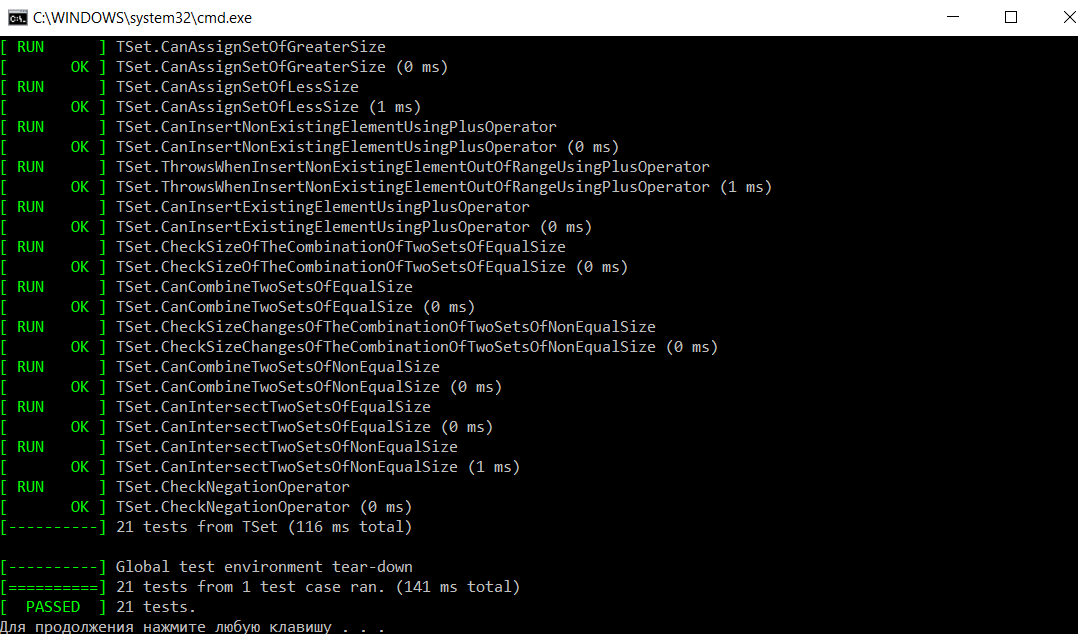 C:\WINDOWS\system32\cmd.exe
[ RUN      ] TSet.CanAssignSetOfGreaterSize
[       OK ] TSet.CanAssignSetOfGreaterSize (0 ms)
[ RUN      ] TSet.CanAssignSetOfLessSize
[       OK ] TSet.CanAssignSetOfLessSize (1 ms)
[ RUN      ] TSet.CanInsertNonExistingElementUsingPlusOperator
[       OK ] TSet.CanInsertNonExistingElementUsingPlusOperator (0 ms)
[ RUN      ] TSet.ThrowsWhenInsertNonExistingElementOutOfRangeUsingPlusOperator
[       OK ] TSet.ThrowsWhenInsertNonExistingElementOutOfRangeUsingPlusOperator (1 ms)
[ RUN      ] TSet.CanInsertExistingElementUsingPlusOperator
[       OK ] TSet.CanInsertExistingElementUsingPlusOperator (0 ms)
[ RUN      ] TSet.CheckSizeOfTheCombinationOfTwoSetsOfEqualSize
[       OK ] TSet.CheckSizeOfTheCombinationOfTwoSetsOfEqualSize (0 ms)
[ RUN      ] TSet.CanCombineTwoSetsOfEqualSize
[       OK ] TSet.CanCombineTwoSetsOfEqualSize (0 ms)
[ RUN      ] TSet.CheckSizeChangesOfTheCombinationOfTwoSetsOfNonEqualSize
[       OK ] TSet.CheckSizeChangesOfTheCombinationOfTwoSetsOfNonEqualSize (0 ms)
[ RUN      ] TSet.CanCombineTwoSetsOfNonEqualSize
[       OK ] TSet.CanCombineTwoSetsOfNonEqualSize (0 ms)
[ RUN      ] TSet.CanIntersectTwoSetsOfEqualSize
[       OK ] TSet.CanIntersectTwoSetsOfEqualSize (0 ms)
[ RUN      ] TSet.CanIntersectTwoSetsOfNonEqualSize
[       OK ] TSet.CanIntersectTwoSetsOfNonEqualSize (1 ms)
[ RUN      ] TSet.CheckNegationOperator
[       OK ] TSet.CheckNegationOperator (0 ms)
[----------] 21 tests from TSet (116 ms total)
[----------] Global test environment tear-down
[==========] 21 tests from 1 test case ran. (141 ms total)
[  PASSED  ] 21 tests.
Для продолжения нажмите любую клавишу . . .